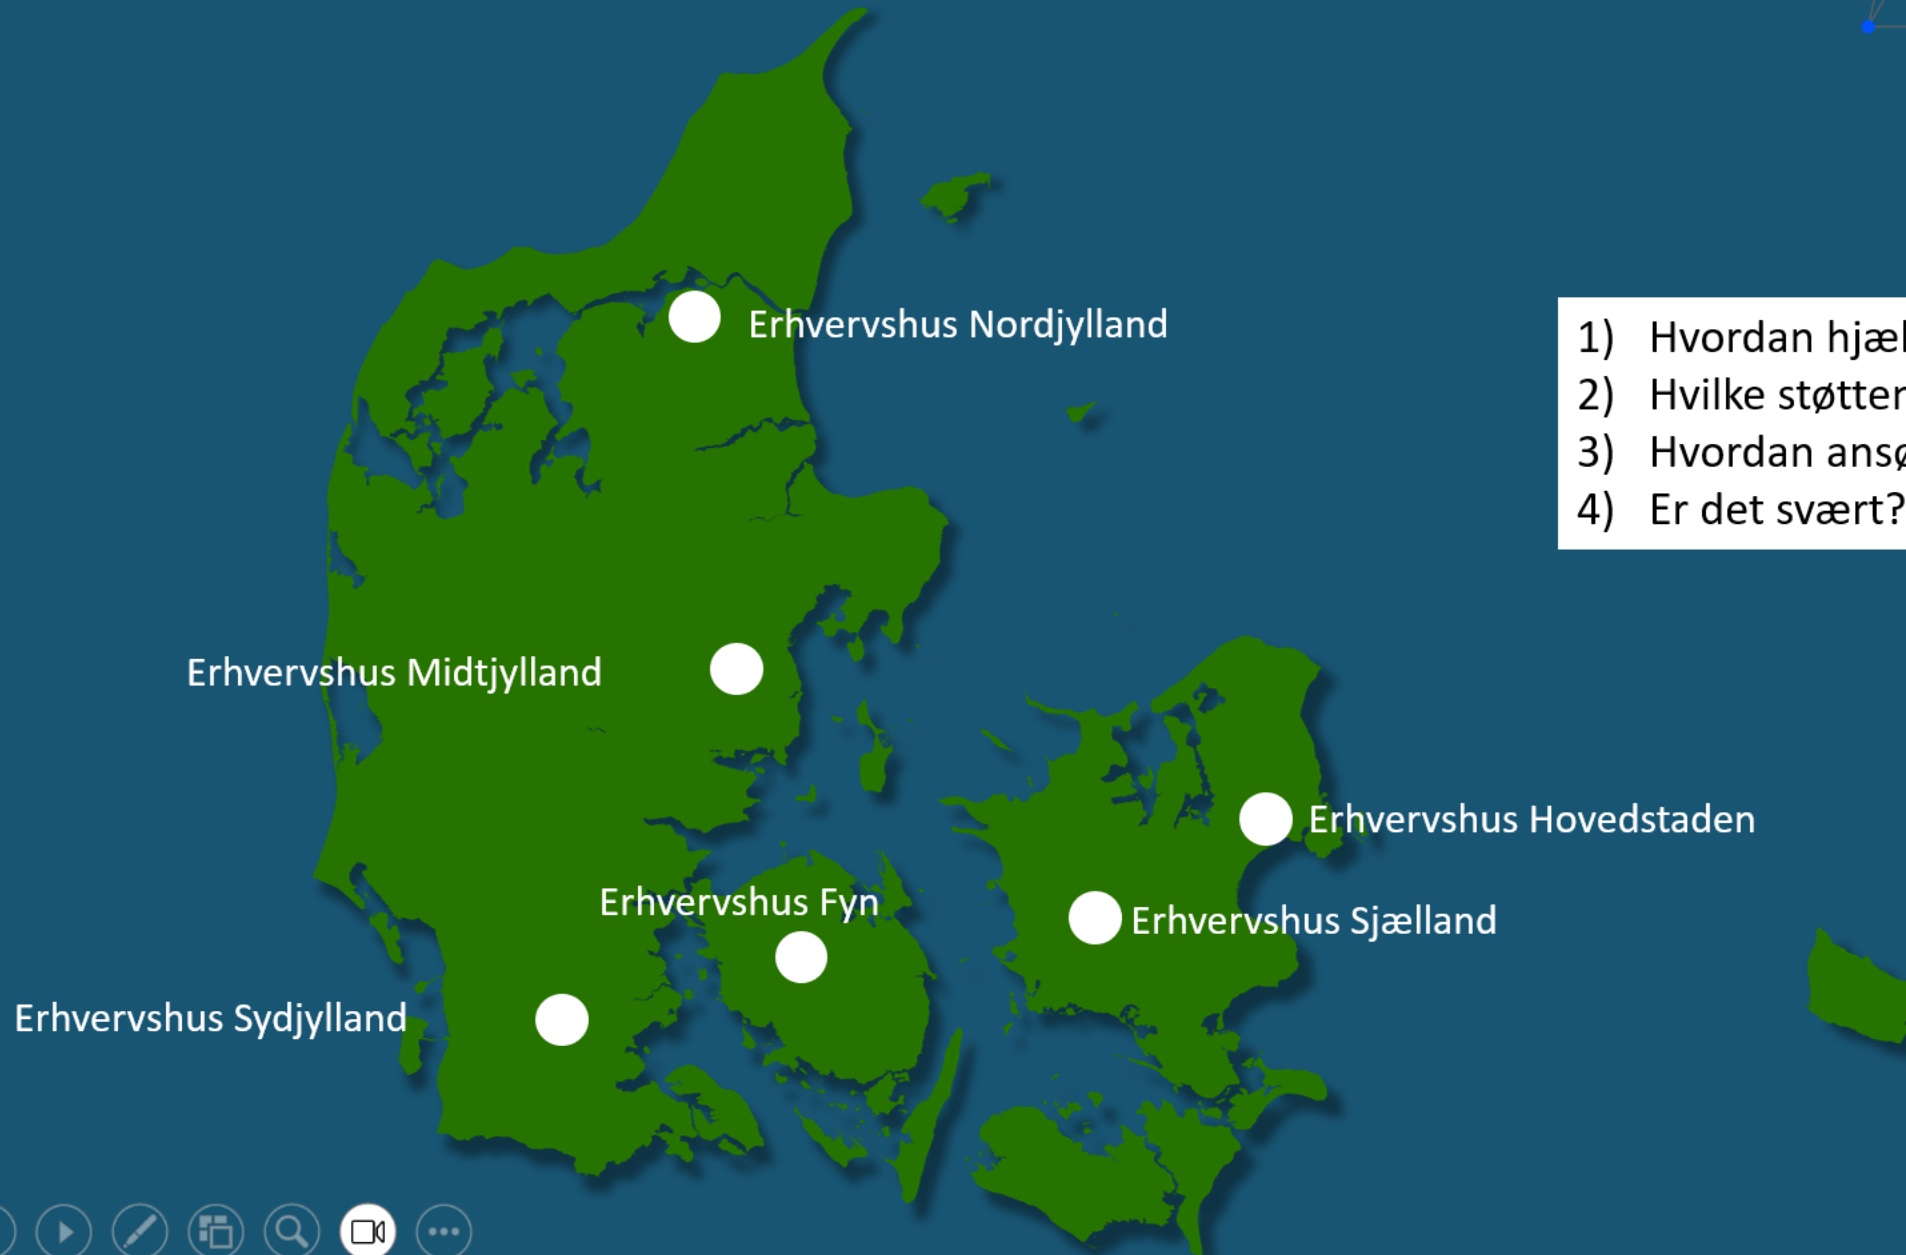 Erhvervshus Nordjylland
1) Hvordan
2) Hvilke
3) Hvordan
4) Er det svært?
Erhvervshus Midtjylland
Erhvervshus Hovedstaden
Erhvervshus Fyn
Erhvervshus Sjælland
Erhvervshus Sydjylland